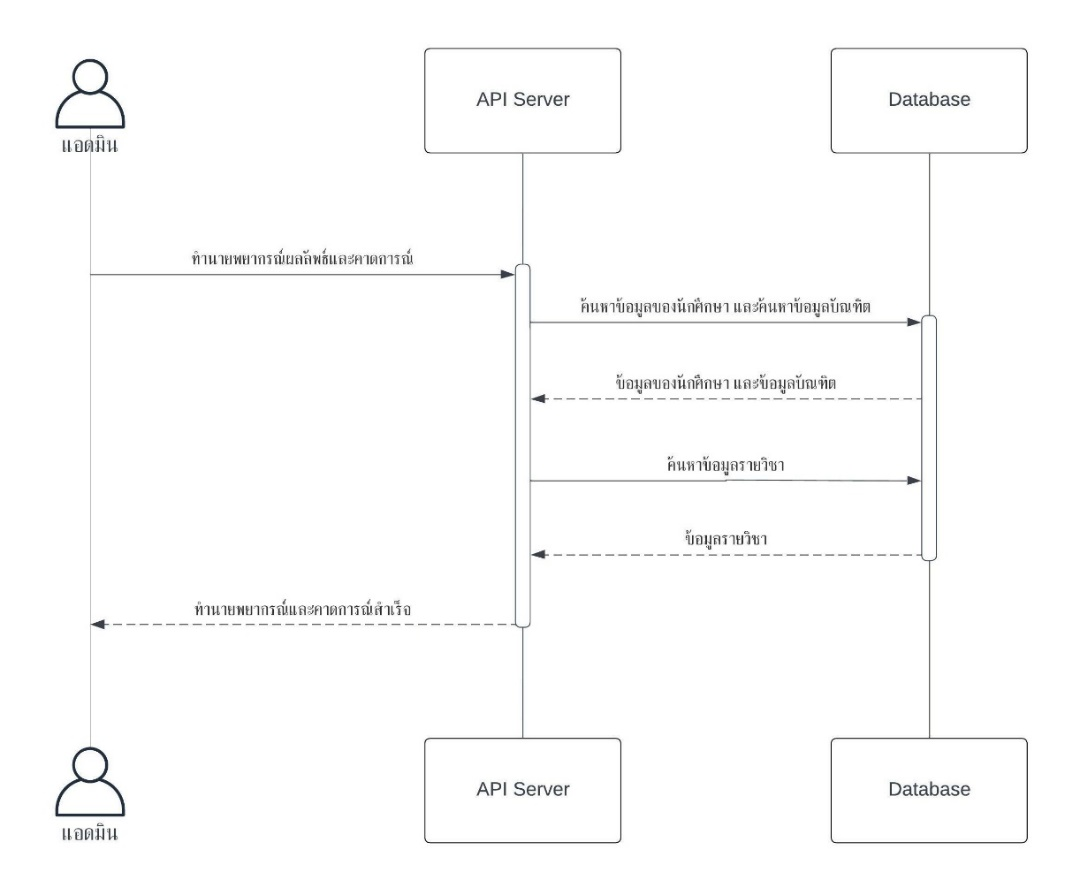 แอดมิน
API Server
Database
ทำนายพยากรณ์ผลลัพธ์และคาดการณ์
ค้นหาข้อมูลของนักศึกษา และค้นหาข้อมูลบัณฑิต
ข้อมูลของนักศึกษา และข้อมูลบัณฑิต
ค้นหาข้อมูลรายวิชา
ข้อมูลรายวิชา
ทำนายพยากรณ์และคาดการณ์สำเร็จ
แอดมิน
API Server
Database